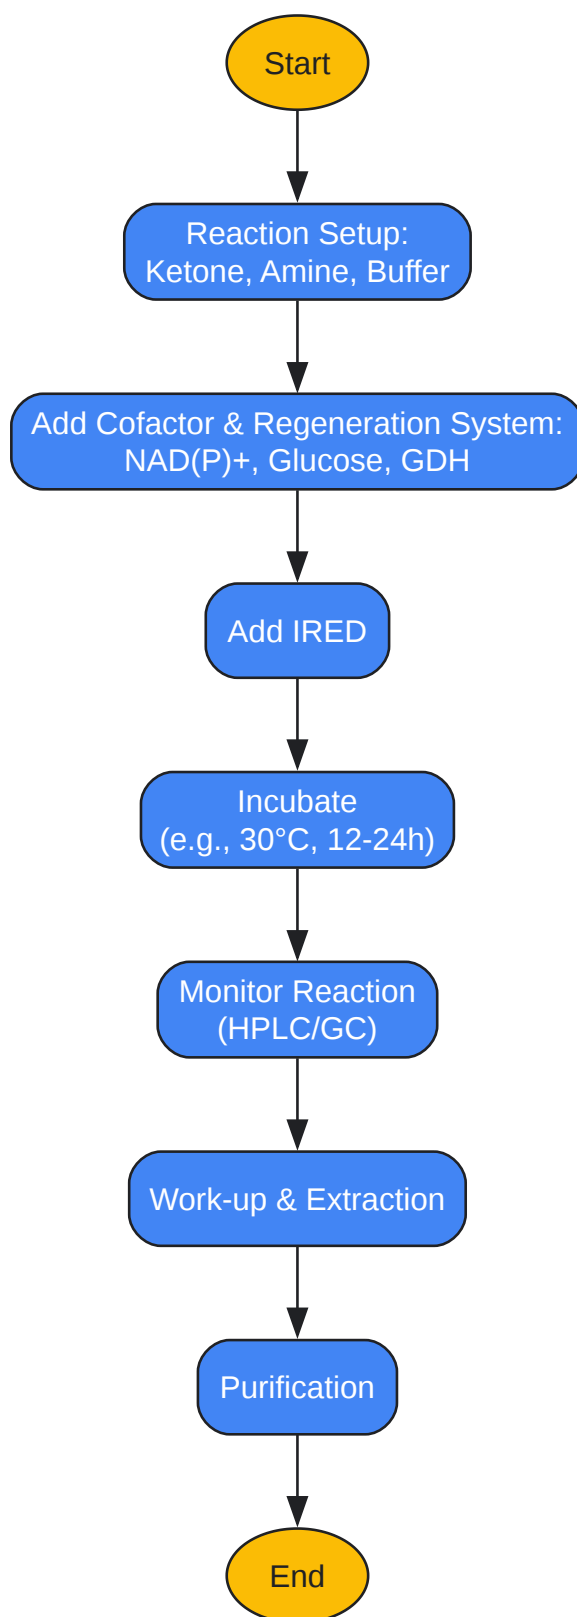 Start
Reaction Setup:
Ketone, Amine, Buffer
Add Cofactor & Regeneration System:
NAD(P)+, Glucose, GDH
Add IRED
Incubate
(e.g., 30°C, 12-24h)
Monitor Reaction
(HPLC/GC)
Work-up & Extraction
Purification
End